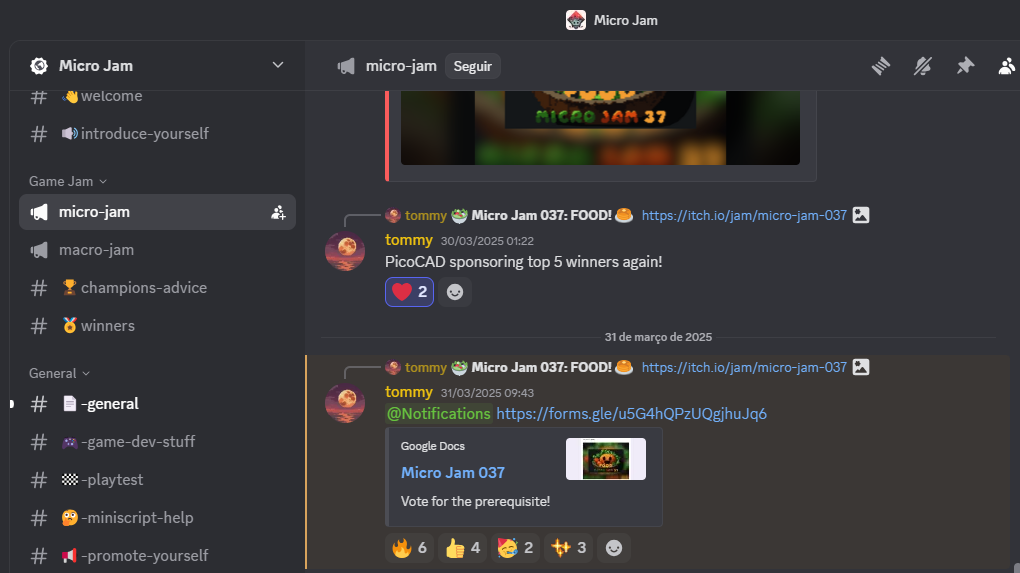 Micro Jam
Micro Jam
micro-jam
Seguir
welcome
introduce-yourself
Game Jam
micro-jam
macro-jam
champions-advice
winners
General
-general
-game-dev-stuff
-playtest
-miniscript-help
-promote-yourself
FOOD
MICRO JAM 37
tommy 🥗 Micro Jam 037: FOOD! 🍮 https://itch.io/jam/micro-jam-037
tommy 30/03/2025 01:22
PicoCAD sponsoring top 5 winners again!
❤️ 2
31 de março de 2025
tommy 🥗 Micro Jam 037: FOOD! 🍮 https://itch.io/jam/micro-jam-037
tommy 31/03/2025 09:43
@Notifications https://forms.gle/u5G4hQPzUQgjhuJq6
Google Docs
Micro Jam 037
Vote for the prerequisite!
🔥 6 👍 4 🥳 2 ✨ 3